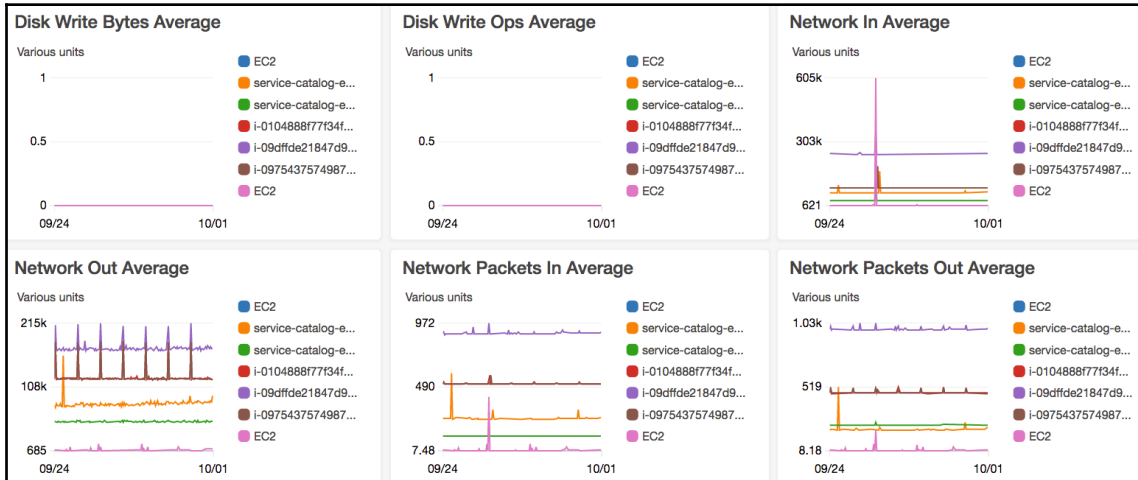 Disk Write Bytes Average
Various units
1
0.5
0
09/24
10/01
EC2
service-catalog-e...
service-catalog-e...
i-0104888f77f34f...
i-09dffde21847d9...
i-0975437574987...
EC2
Disk Write Ops Average
Various units
1
0.5
0
09/24
10/01
EC2
service-catalog-e...
service-catalog-e...
i-0104888f77f34f...
i-09dffde21847d9...
i-0975437574987...
EC2
Network In Average
Various units
605k
303k
621
09/24
10/01
EC2
service-catalog-e...
service-catalog-e...
i-0104888f77f34f...
i-09dffde21847d9...
i-0975437574987...
EC2
Network Out Average
Various units
215k
108k
685
09/24
10/01
EC2
service-catalog-e...
service-catalog-e...
i-0104888f77f34f...
i-09dffde21847d9...
i-0975437574987...
EC2
Network Packets In Average
Various units
972
490
7.48
09/24
10/01
EC2
service-catalog-e...
service-catalog-e...
i-0104888f77f34f...
i-09dffde21847d9...
i-0975437574987...
EC2
Network Packets Out Average
Various units
1.03k
519
8.18
09/24
10/01
EC2
service-catalog-e...
service-catalog-e...
i-0104888f77f34f...
i-09dffde21847d9...
i-0975437574987...
EC2